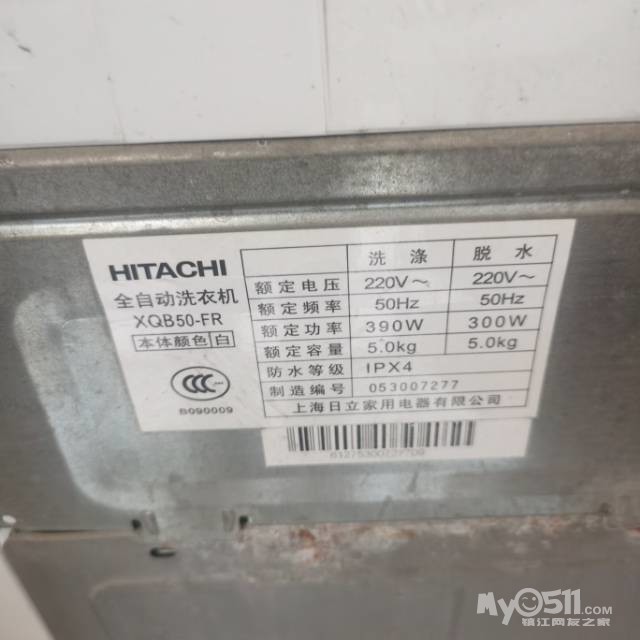 HITACHI
全自动洗衣机
XQB50-FR
本体颜色 白
CCC
B090009
洗涤 脱水
额定电压 220V～ 220V～
额定频率 50Hz 50Hz
额定功率 390W 300W
额定容量 5.0kg 5.0kg
防水等级 IPX4
制造编号 053007277
上海日立家用电器有限公司
My0511.com
镇江网友之家